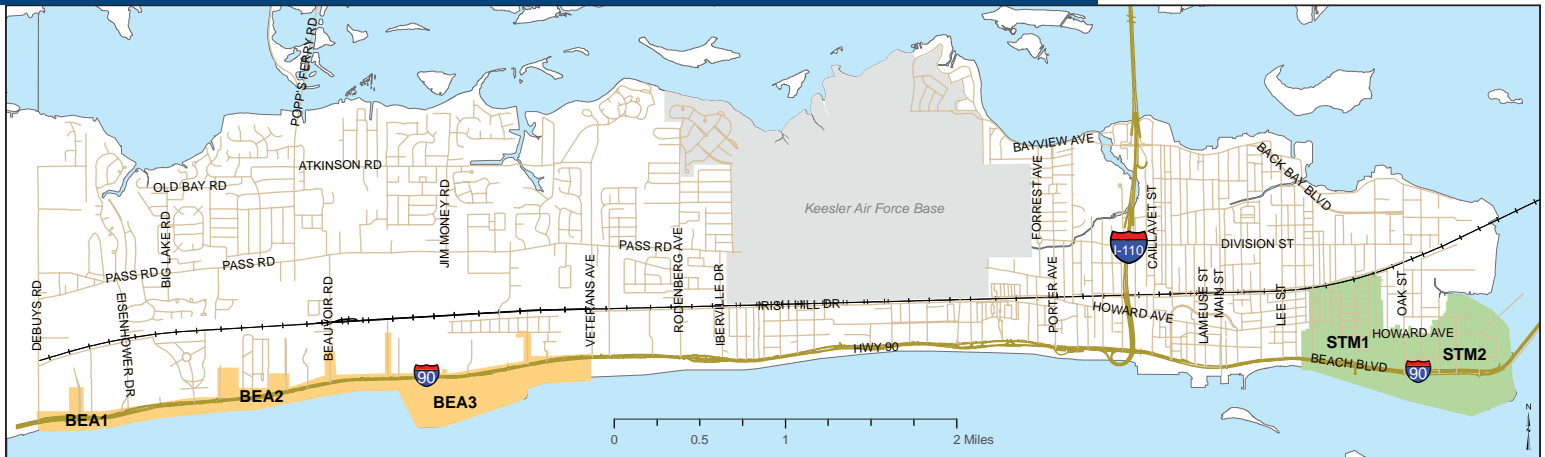 POPP'S FERRY RD
BAYVIEW AVE
BACK BAY BLVD
ATKINSON RD
OLD BAY RD
FORREST AVE
CAILLAVET ST
JIM MONEY RD
Keesler Air Force Base
BIG LAKE RD
PASS RD
RODENBERG AVE
DIVISION ST
I-110
PASS RD
PASS RD
IBERVILLE DR
VETERANS AVE
PORTER AVE
LAMEUSE ST
MAIN ST
LEE ST
OAK ST
DEBUYS RD
EISENHOWER DR
BEAUVOIR RD
IRISH HILL DR
HOWARD AVE
HOWARD AVE
STM1
STM2
HWY 90
BEACH BLVD
90
90
BEA1
BEA2
BEA3
0 0.5 1 2 Miles
N